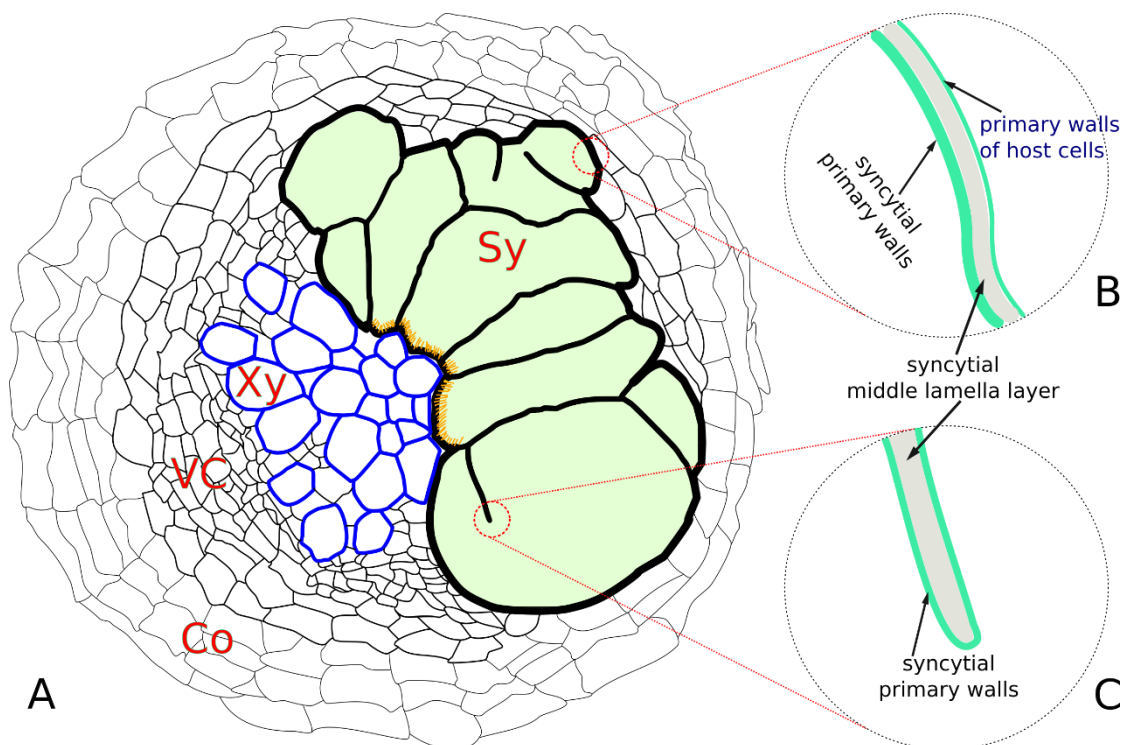 Sy
Xy
VC
Co
A
primary walls
of host cells
syncytial
primary walls
B
syncytial
middle lamella layer
syncytial
primary walls
C